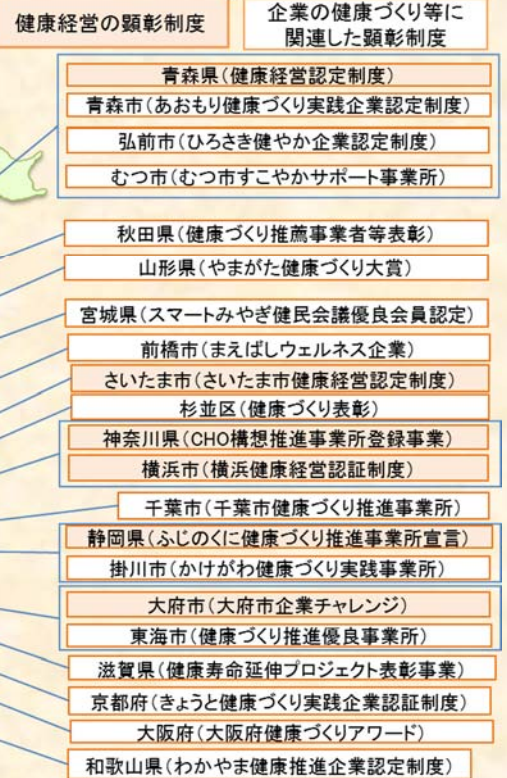 健康経営の顕彰制度
企業の健康づくり等に
関連した顕彰制度
青森県(健康経営認定制度)
青森市(あおもり健康づくり実践企業認定制度)
弘前市(ひろさき健やか企業認定制度)
むつ市(むつ市すこやかサポート事業所)
秋田県(健康づくり推薦事業者等表彰)
山形県(やまがた健康づくり大賞)
宮城県(スマートみやぎ健民会議優良会員認定)
前橋市(まえばしウェルネス企業)
さいたま市(さいたま市健康経営認定制度)
杉並区(健康づくり表彰)
神奈川県(CHO構想推進事業所登録事業)
横浜市(横浜健康経営認証制度)
千葉市(千葉市健康づくり推進事業所)
静岡県(ふじのくに健康づくり推進事業所宣言)
掛川市(かけがわ健康づくり実践事業所)
大府市(大府市企業チャレンジ)
東海市(健康づくり推進優良事業所)
滋賀県(健康寿命延伸プロジェクト表彰事業)
京都府(きょうと健康づくり実践企業認証制度)
大阪府(大阪府健康づくりアワード)
和歌山県(わかやま健康推進企業認定制度)